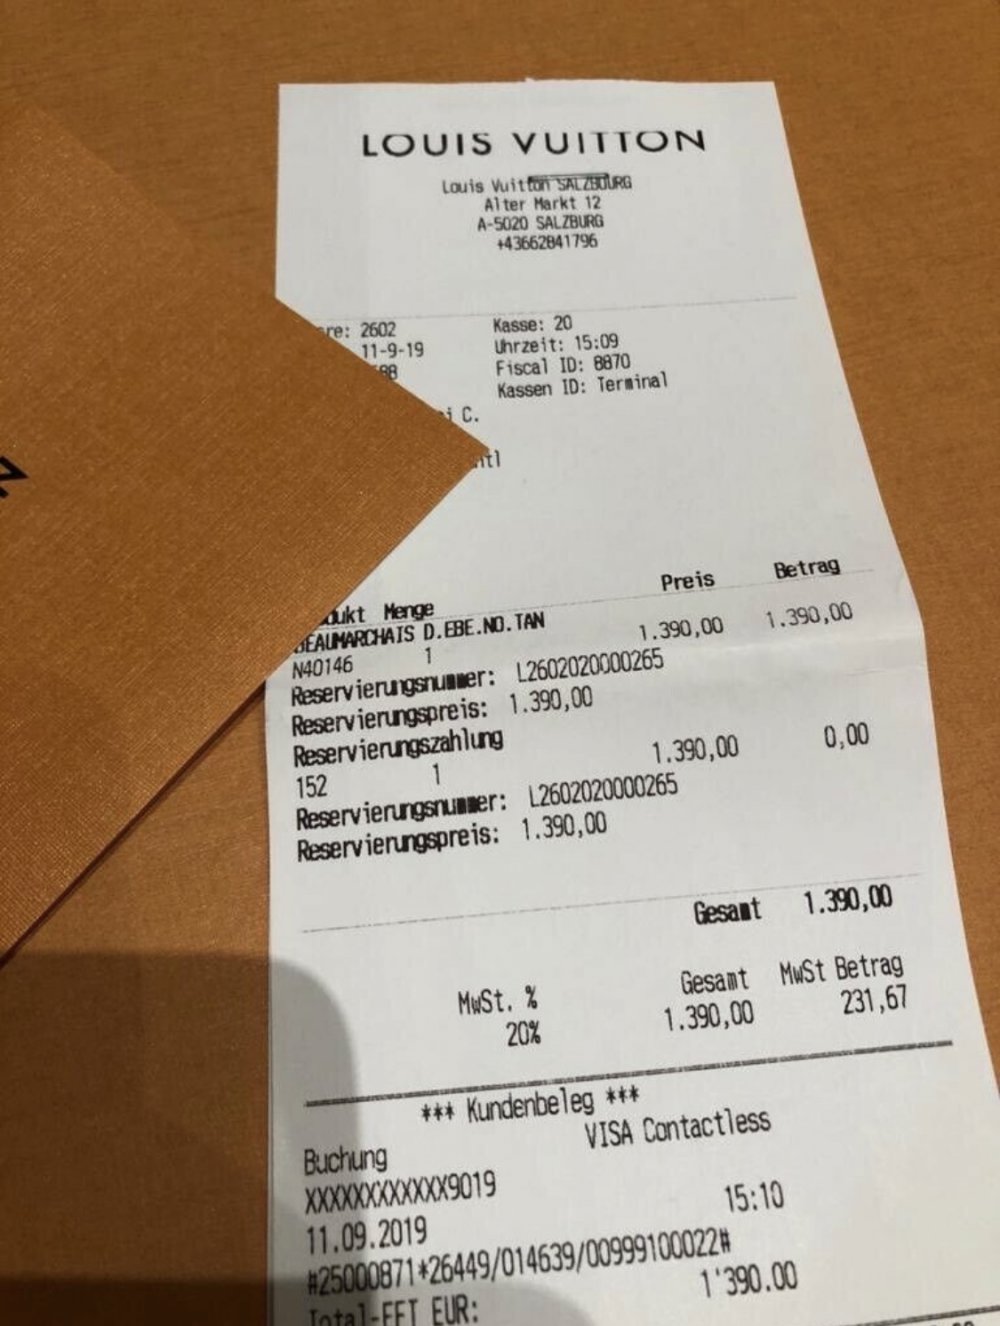 LOUIS VUITTON
Louis Vuitton SALZBURG
Alter Markt 12
A-5020 SALZBURG
+43662841796
re: 2602 Kasse: 20
11-9-19 Uhrzeit: 15:09
88 Fiscal ID: 8870
Kassen ID: Terminal
i C.
ntl
dukt Menge Preis Betrag
BEAUMARCHAIS D.EBE.NO.TAN
N40146 1 1.390,00 1.390,00
Reservierungsnummer: L2602020000265
Reservierungspreis: 1.390,00
Reservierungszahlung
152 1 1.390,00 0,00
Reservierungsnummer: L2602020000265
Reservierungspreis: 1.390,00
Gesamt 1.390,00
MwSt. % Gesamt MwSt Betrag
20% 1.390,00 231,67
*** Kundenbeleg ***
Buchung VISA Contactless
XXXXXXXXXXXX9019
11.09.2019 15:10
#25000871*26449/014639/00999100022#
Total-EFT EUR: 1'390.00